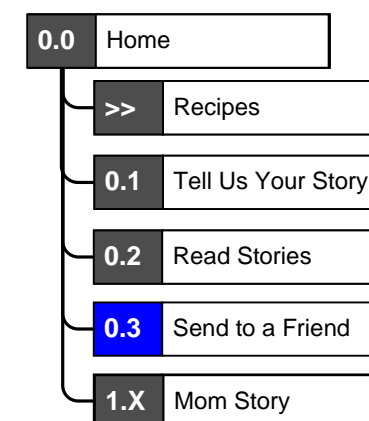 0.0 Home
>> Recipes
0.1 Tell Us Your Story
0.2 Read Stories
0.3 Send to a Friend
1.X Mom Story